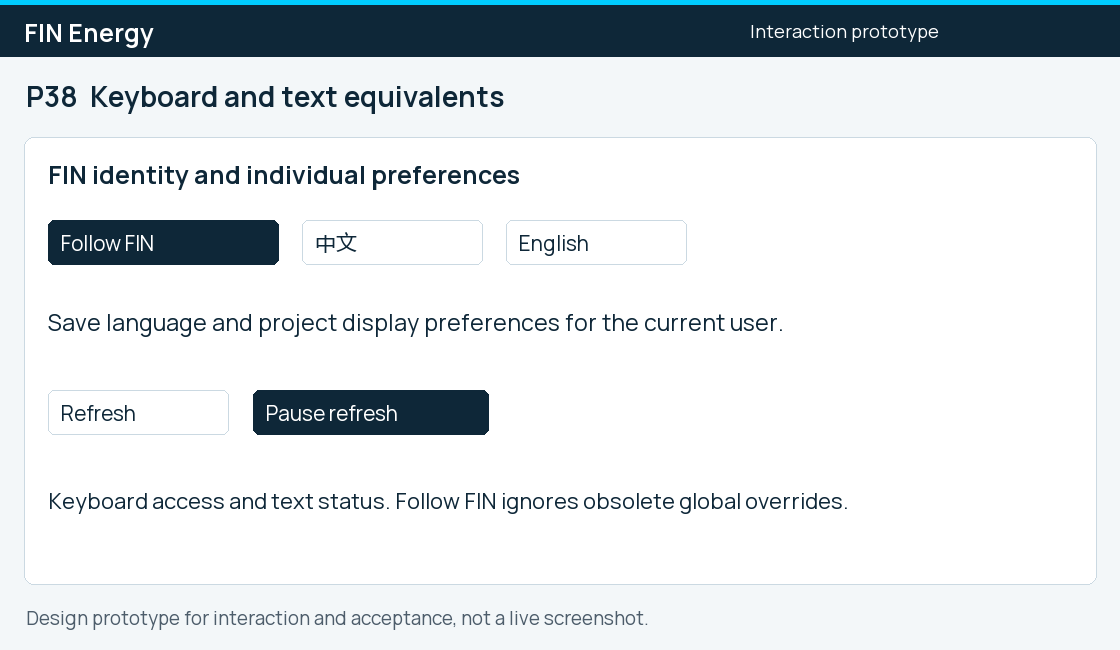 FIN Energy
Interaction prototype
P38 Keyboard and text equivalents
FIN identity and individual preferences
Follow FIN
中文
English
Save language and project display preferences for the current user.
Refresh
Pause refresh
Keyboard access and text status. Follow FIN ignores obsolete global overrides.
Design prototype for interaction and acceptance, not a live screenshot.